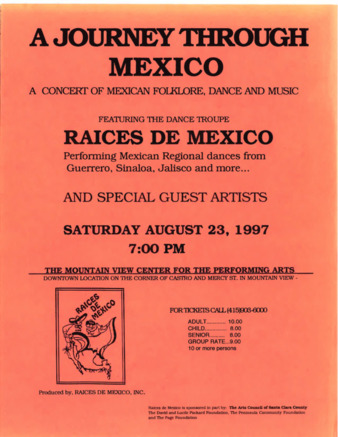 A JOURNEY THROUGH
MEXICO
A CONCERT OF MEXICAN FOLKLORE, DANCE AND MUSIC
FEATURING THE DANCE TROUPE
RAICES DE MEXICO
Performing Mexican Regional dances from
Guerrero, Sinaloa, Jalisco and more...
AND SPECIAL GUEST ARTISTS
SATURDAY AUGUST 23, 1997
7:00 PM
THE MOUNTAIN VIEW CENTER FOR THE PERFORMING ARTS
DOWNTOWN LOCATION ON THE CORNER OF CASTRO AND MERCY ST. IN MOUNTAIN VIEW -
RAICES
DE
MEXICO
FOR TICKETS CALL (415)903-6000
ADULT............. 10:00
CHILD............. 8:00
SENIOR.......... 8:00
GROUP RATE...9.00
10 or more persons
Produced by, RAICES DE MEXICO, INC.
Raices de Mexico is sponsored in part by: The Arts Council of Santa Clara County
The David and Lucile Packard Foundation, The Peninsula Community Foundation
and The Page Foundation